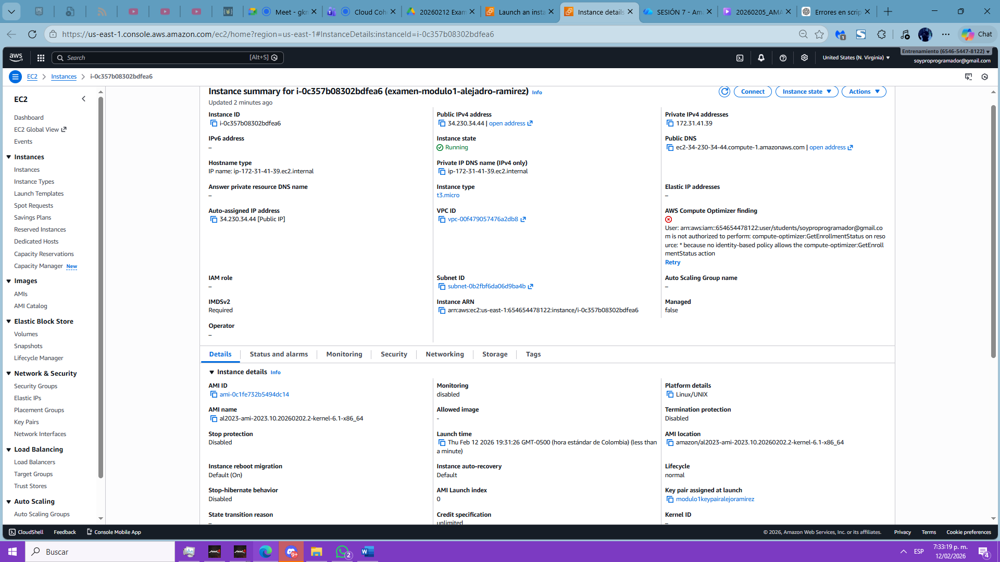 Meet - gkn
Cloud Coh
20260212 Exam
Launch an insta
Instance details
SESIÓN 7 - Am
20260205_AMA
Errores en scrip
https://us-east-1.console.aws.amazon.com/ec2/home?region=us-east-1#InstanceDetails:instanceId=i-0c357b08302bdfea6
1
Chat
aws
Search
[Alt+S]
United States (N. Virginia)
Entrenamiento (6546-5447-8122)
soyproprogramador@gmail.com
EC2
Instances
i-0c357b08302bdfea6
EC2
Dashboard
EC2 Global View
Events
Instances
Instances
Instance Types
Launch Templates
Spot Requests
Savings Plans
Reserved Instances
Dedicated Hosts
Capacity Reservations
Capacity Manager New
Images
AMIs
AMI Catalog
Elastic Block Store
Volumes
Snapshots
Lifecycle Manager
Network & Security
Security Groups
Elastic IPs
Placement Groups
Key Pairs
Network Interfaces
Load Balancing
Load Balancers
Target Groups
Trust Stores
Auto Scaling
Auto Scaling Groups
Instance summary for i-0c357b08302bdfea6 (examen-modulo1-alejadro-ramirez) Info
Updated 2 minutes ago
Connect
Instance state
Actions
Instance ID
i-0c357b08302bdfea6
Public IPv4 address
34.230.34.44 | open address
Private IPv4 addresses
172.31.41.39
IPv6 address
–
Instance state
Running
Public DNS
ec2-34-230-34-44.compute-1.amazonaws.com | open address
Hostname type
IP name: ip-172-31-41-39.ec2.internal
Private IP DNS name (IPv4 only)
ip-172-31-41-39.ec2.internal
Answer private resource DNS name
–
Instance type
t3.micro
Elastic IP addresses
–
Auto-assigned IP address
34.230.34.44 [Public IP]
VPC ID
vpc-00f479057476a2db8
AWS Compute Optimizer finding
User: arn:aws:iam::654654478122:user/students/soyproprogramador@gmail.co
m is not authorized to perform: compute-optimizer:GetEnrollmentStatus on reso
urce: * because no identity-based policy allows the compute-optimizer:GetEnroll
mentStatus action
Retry
IAM role
–
Subnet ID
subnet-0b2fbf6da06d9ba4b
Auto Scaling Group name
–
IMDSv2
Required
Instance ARN
arn:aws:ec2:us-east-1:654654478122:instance/i-0c357b08302bdfea6
Managed
false
Operator
–
Details
Status and alarms
Monitoring
Security
Networking
Storage
Tags
Instance details Info
AMI ID
ami-0c1fe732b5494dc14
Monitoring
disabled
Platform details
Linux/UNIX
AMI name
al2023-ami-2023.10.20260202.2-kernel-6.1-x86_64
Allowed image
-
Termination protection
Disabled
Stop protection
Disabled
Launch time
Thu Feb 12 2026 19:31:26 GMT-0500 (hora estándar de Colombia) (less than
a minute)
AMI location
amazon/al2023-ami-2023.10.20260202.2-kernel-6.1-x86_64
Instance reboot migration
Default (On)
Instance auto-recovery
Default
Lifecycle
normal
Stop-hibernate behavior
Disabled
AMI Launch index
0
Key pair assigned at launch
modulo1keypairalejoramirez
State transition reason
–
Credit specification
unlimited
Kernel ID
–
CloudShell
Feedback
Console Mobile App
© 2026, Amazon Web Services, Inc. or its affiliates.
Privacy
Terms
Cookie preferences
Buscar
9+
2
W
ESP
7:33:19 p. m.
12/02/2026
4